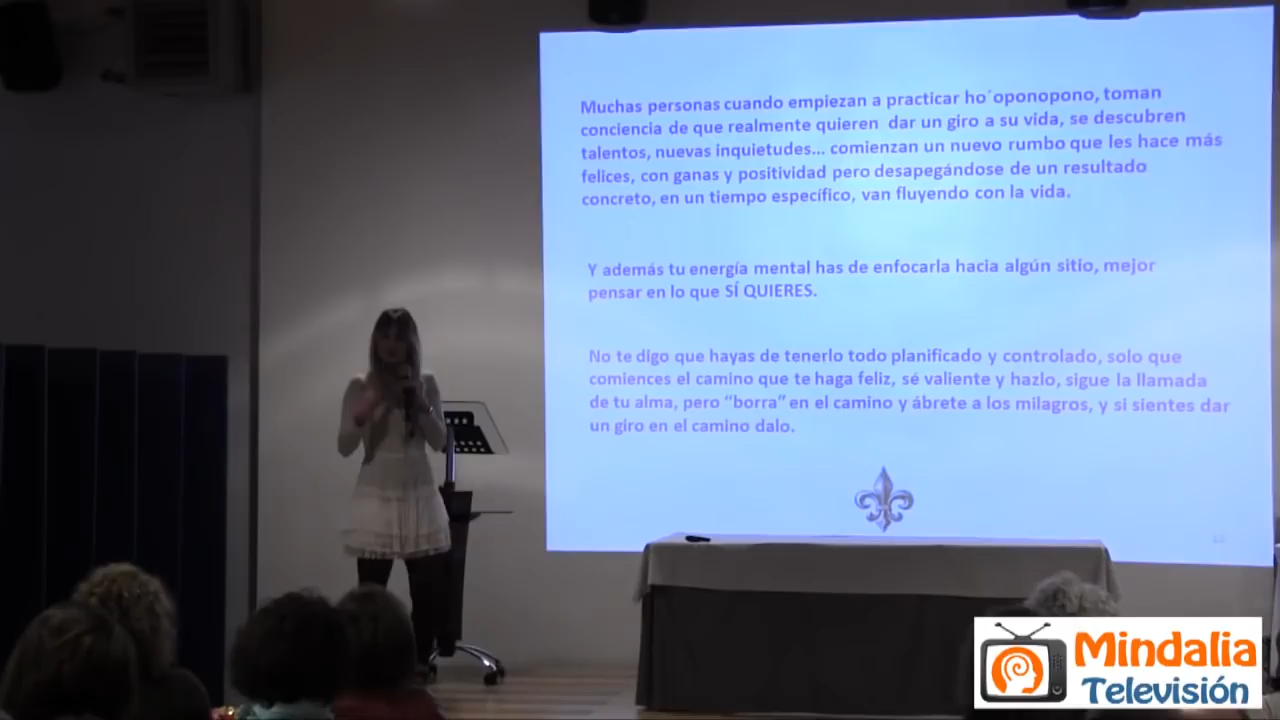 Muchas personas cuando empiezan a practicar ho´oponopono, toman
conciencia de que realmente quieren dar un giro a su vida, se descubren
talentos, nuevas inquietudes... comienzan un nuevo rumbo que les hace más
felices, con ganas y positividad pero desapegándose de un resultado
concreto, en un tiempo específico, van fluyendo con la vida.
Y además tu energía mental has de enfocarla hacia algún sitio, mejor
pensar en lo que SÍ QUIERES.
No te digo que hayas de tenerlo todo planificado y controlado, solo que
comiences el camino que te haga feliz, sé valiente y hazlo, sigue la llamada
de tu alma, pero “borra” en el camino y ábrete a los milagros, y si sientes dar
un giro en el camino dalo.
Mindalia
Televisión